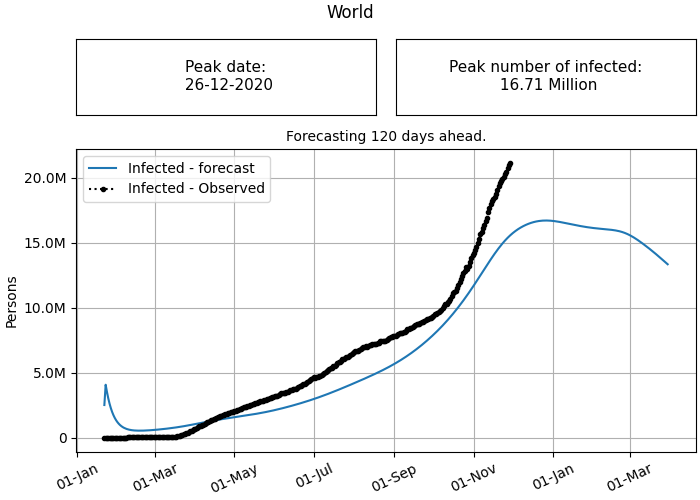 World
Peak date:
26-12-2020
Peak number of infected:
16.71 Million
Forecasting 120 days ahead.
Infected - forecast
Infected - Observed
20.0M
15.0M
10.0M
5.0M
0
Persons
01-Jan
01-Mar
01-May
01-Jul
01-Sep
01-Nov
01-Jan
01-Mar